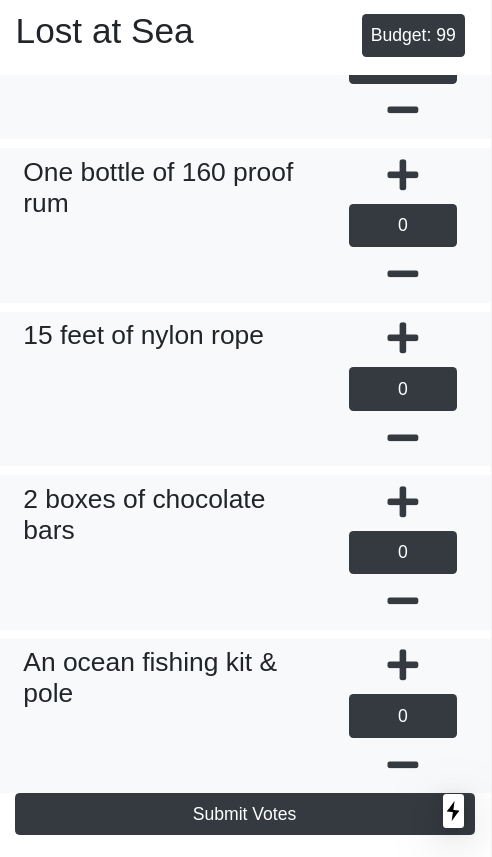 Lost at Sea
Budget: 99
One bottle of 160 proof
rum
0
15 feet of nylon rope
0
2 boxes of chocolate
bars
0
An ocean fishing kit &
pole
0
Submit Votes